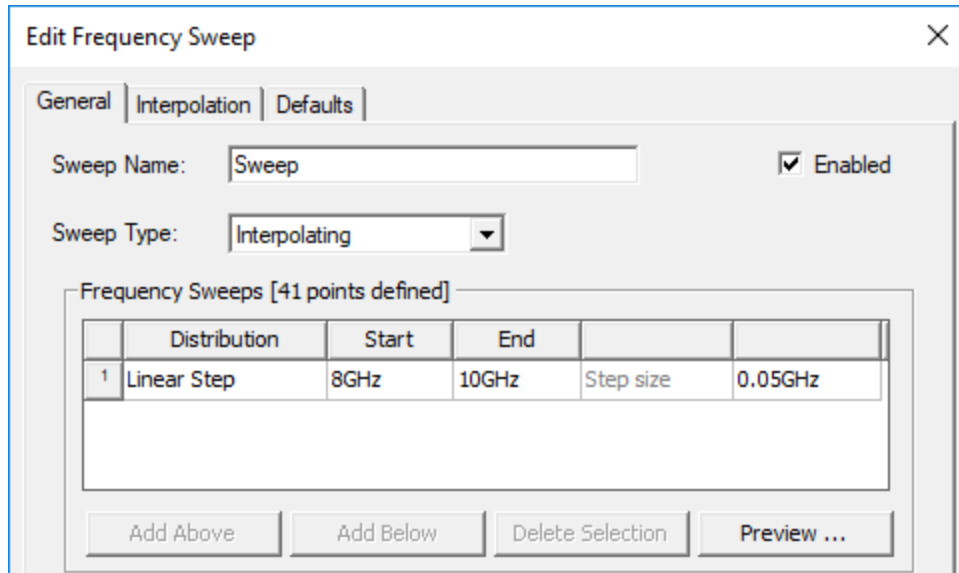 Edit Frequency Sweep
General Interpolation Defaults
Sweep Name: Sweep Enabled
Sweep Type: Interpolating
Frequency Sweeps [41 points defined]
Distribution Start End
1 Linear Step 8GHz 10GHz Step size 0.05GHz
Add Above Add Below Delete Selection Preview ...